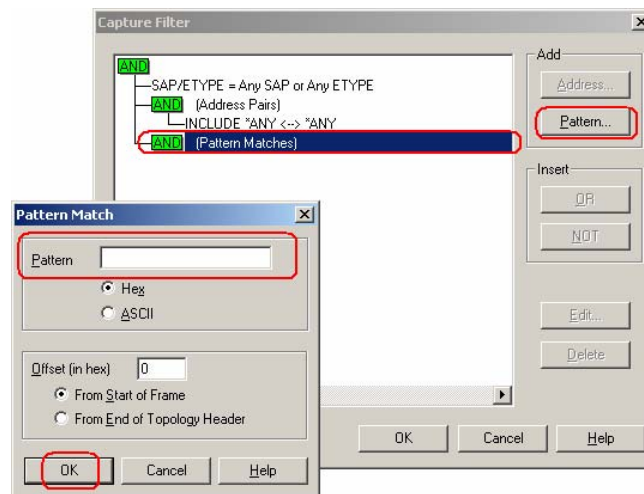 Capture Filter
AND
SAP/ETYPE = Any SAP or Any ETYPE
AND (Address Pairs)
INCLUDE *ANY <--> *ANY
AND (Pattern Matches)
Add
Address...
Pattern...
Insert
OR
NOT
Edit...
Delete
OK Cancel Help
Pattern Match
Pattern
Hex
ASCII
Offset (in hex) 0
From Start of Frame
From End of Topology Header
OK Cancel Help